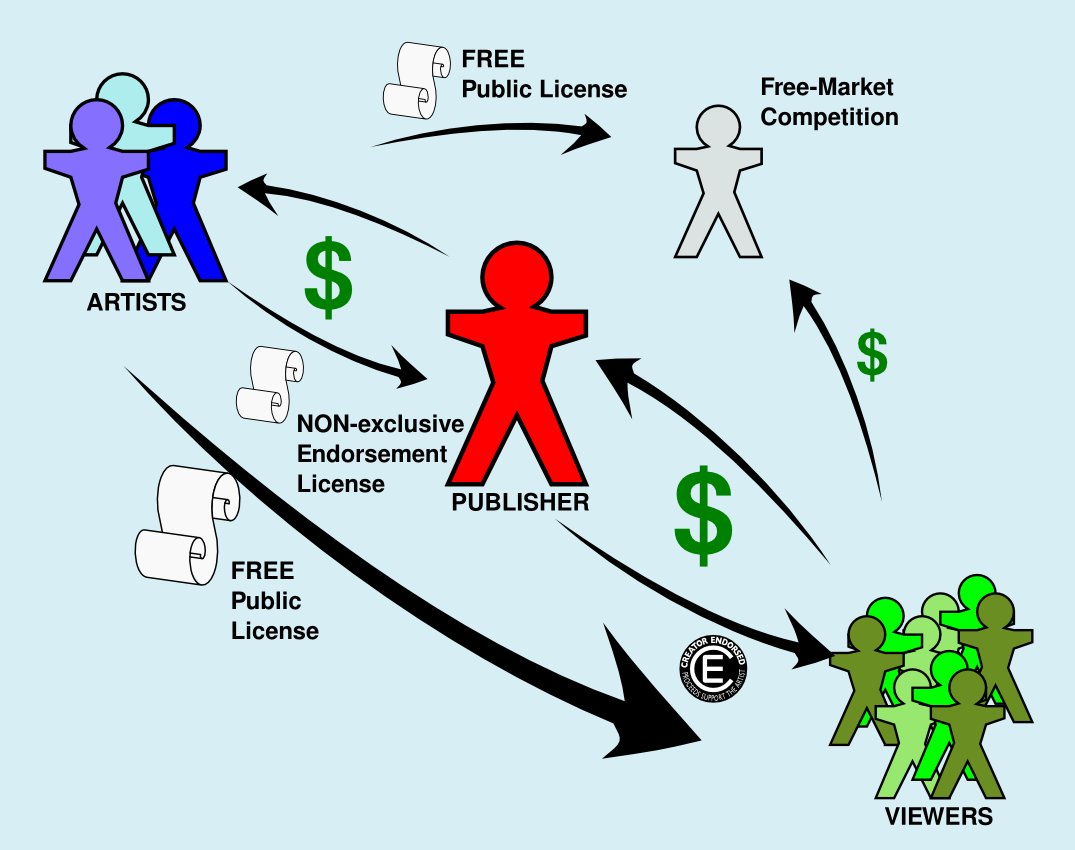 FREE
Public License
Free-Market
Competition
ARTISTS
$
$
NON-exclusive
Endorsement
License
PUBLISHER
$
FREE
Public
License
CREATOR ENDORSED
CE
PROCEEDS SUPPORT THE ARTIST
VIEWERS